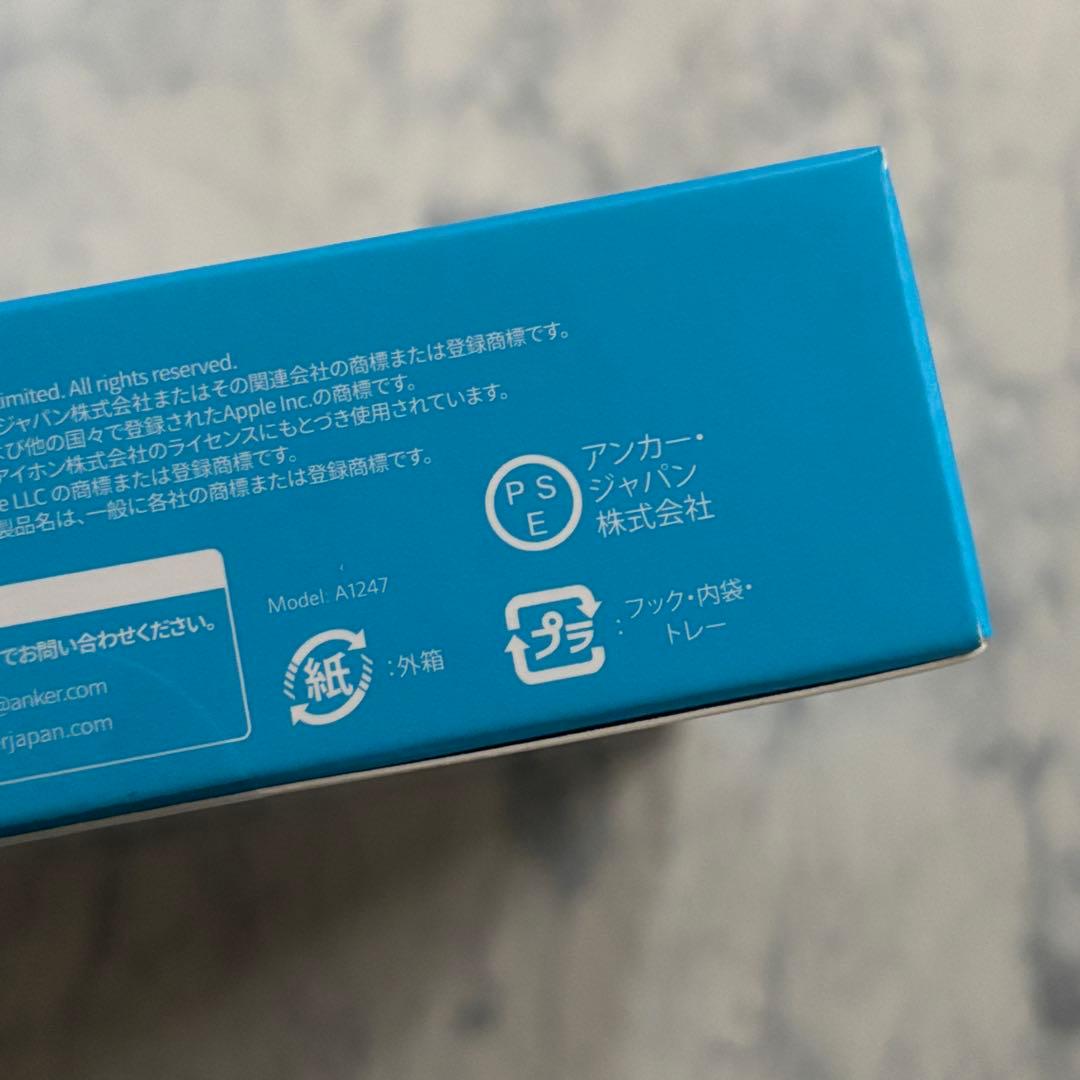 Limited. All rights reserved.
ジャパン株式会社またはその関連会社の商標または登録商標です。
び他の国々で登録されたApple Inc.の商標です。
アイホン株式会社のライセンスにもとづき使用されています。
e LLC の商標または登録商標です。
製品名は、一般に各社の商標または登録商標です。
でお問い合わせください。
@anker.com
rjapan.com
Model: A1247
紙
:外箱
P S
E
アンカー・
ジャパン
株式会社
プラ
:フック・内袋・
トレー